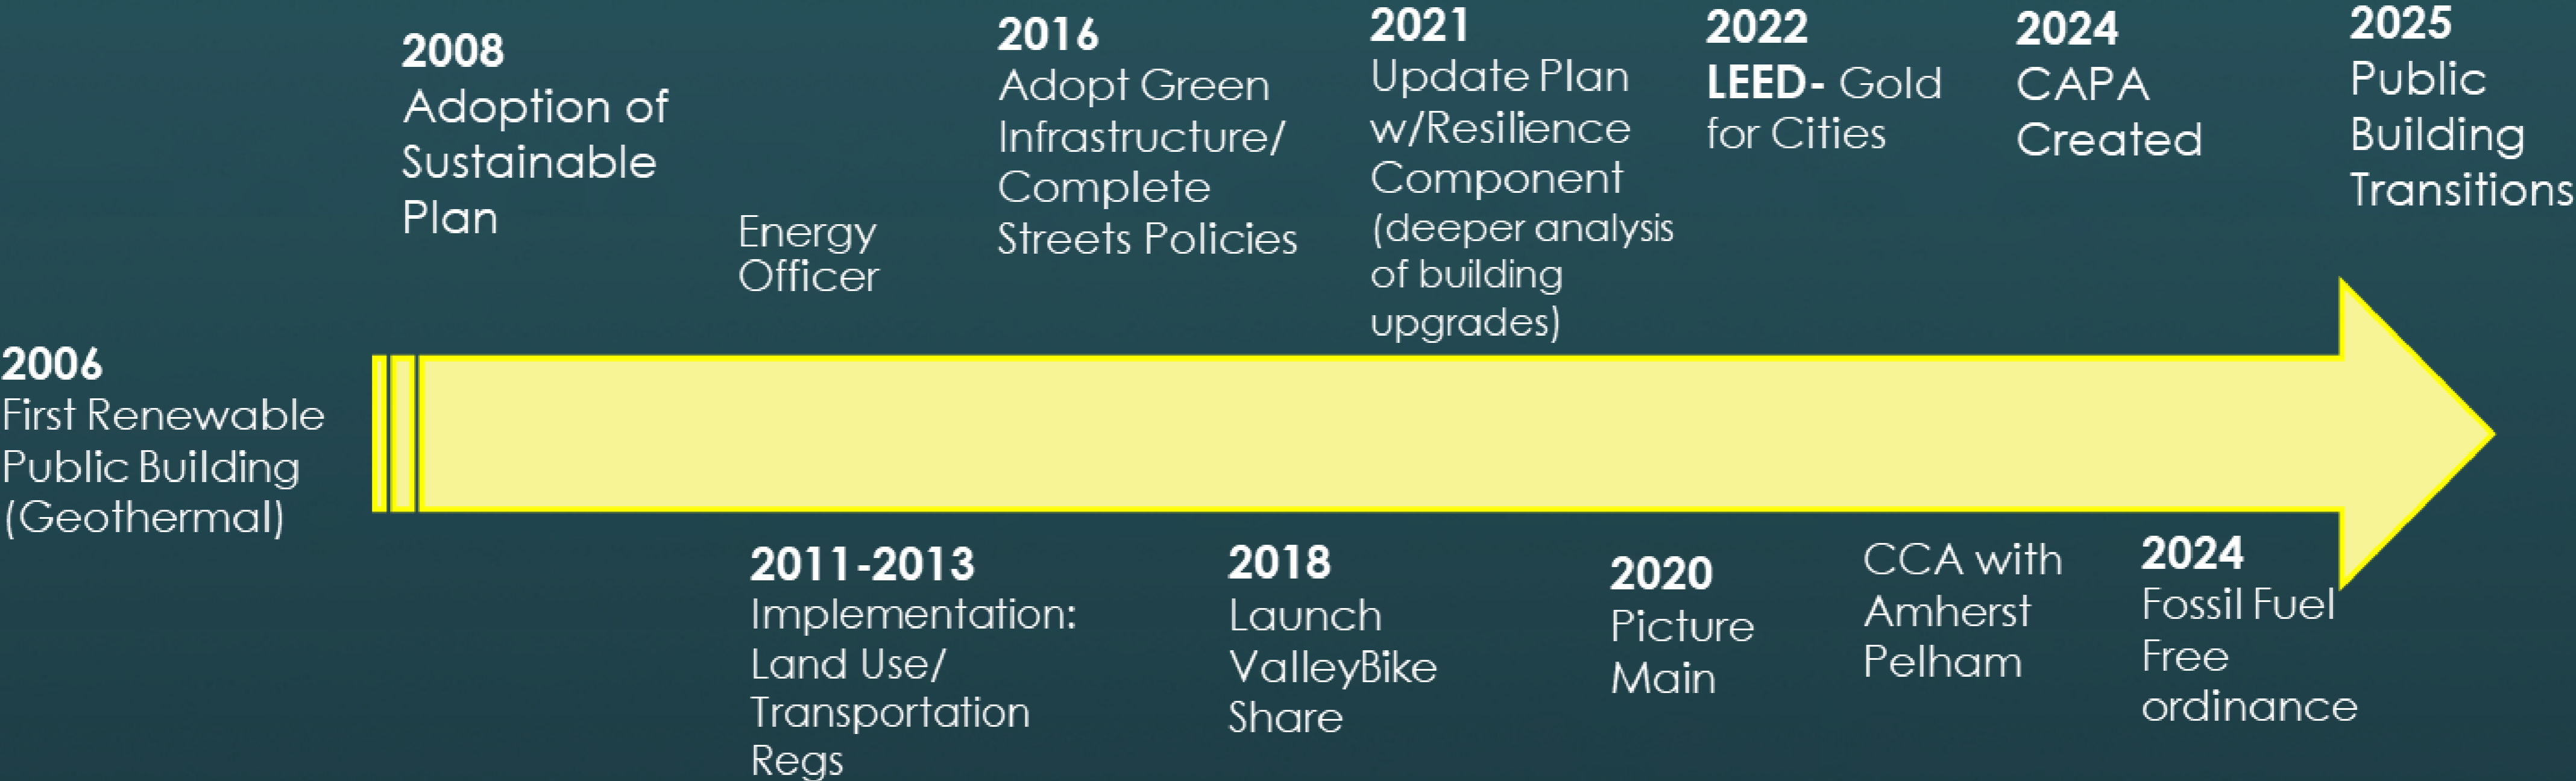 2006
First Renewable
Public Building
(Geothermal)
2008
Adoption of
Sustainable
Plan
Energy
Officer
2011-2013
Implementation:
Land Use/
Transportation
Regs
2016
Adopt Green
Infrastructure/
Complete
Streets Policies
2018
Launch
ValleyBike
Share
2021
Update Plan
w/Resilience
Component
(deeper analysis
of building
upgrades)
2020
Picture
Main
2022
LEED- Gold
for Cities
CCA with
Amherst
Pelham
2024
CAPA
Created
2024
Fossil Fuel
Free
ordinance
2025
Public
Building
Transitions